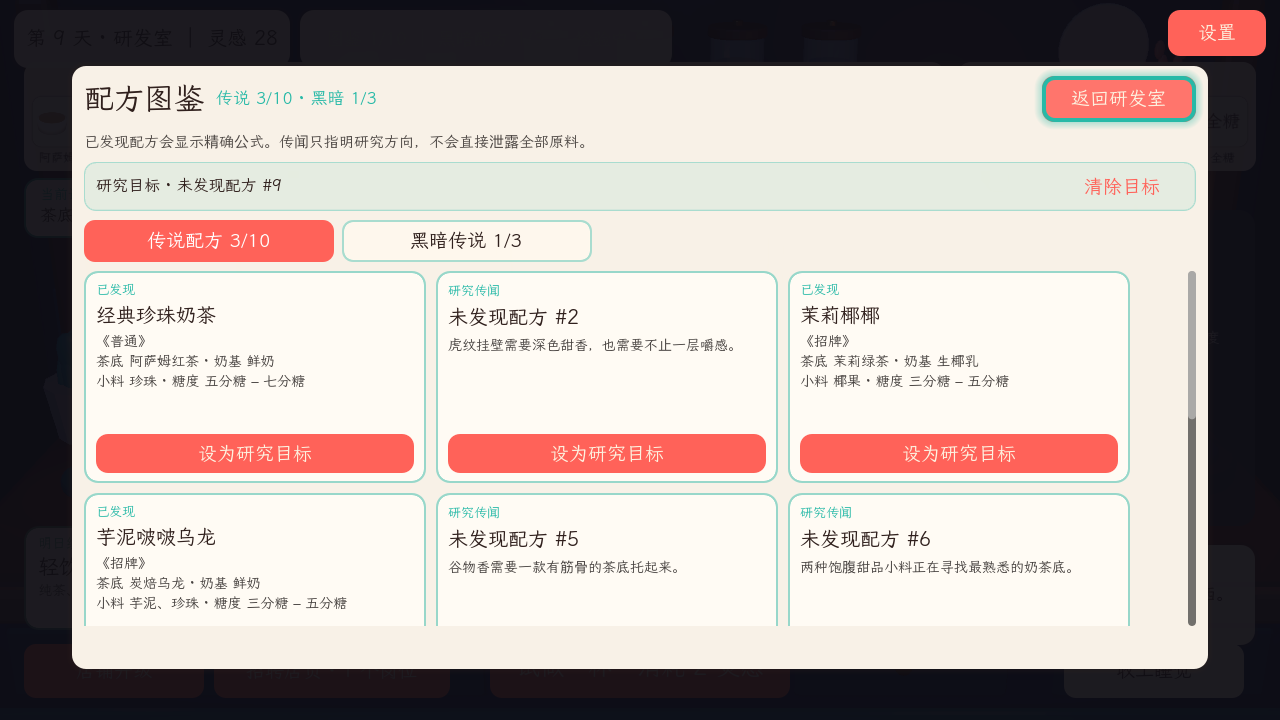 第 9 天・研发室 │ 灵感 28
设置
配方图鉴
传说 3/10・黑暗 1/3
返回研发室
已发现配方会显示精确公式。传闻只指明研究方向，不会直接泄露全部原料。
研究目标・未发现配方 #9
清除目标
传说配方 3/10
黑暗传说 1/3
已发现
经典珍珠奶茶
《普通》
茶底 阿萨姆红茶・奶基 鲜奶
小料 珍珠・糖度 五分糖 – 七分糖
设为研究目标
研究传闻
未发现配方 #2
虎纹挂壁需要深色甜香，也需要不止一层嚼感。
设为研究目标
已发现
茉莉椰椰
《招牌》
茶底 茉莉绿茶・奶基 生椰乳
小料 椰果・糖度 三分糖 – 五分糖
设为研究目标
已发现
芋泥啵啵乌龙
《招牌》
茶底 炭焙乌龙・奶基 鲜奶
小料 芋泥、珍珠・糖度 三分糖 – 五分糖
研究传闻
未发现配方 #5
谷物香需要一款有筋骨的茶底托起来。
研究传闻
未发现配方 #6
两种饱腹甜品小料正在寻找最熟悉的奶茶底。